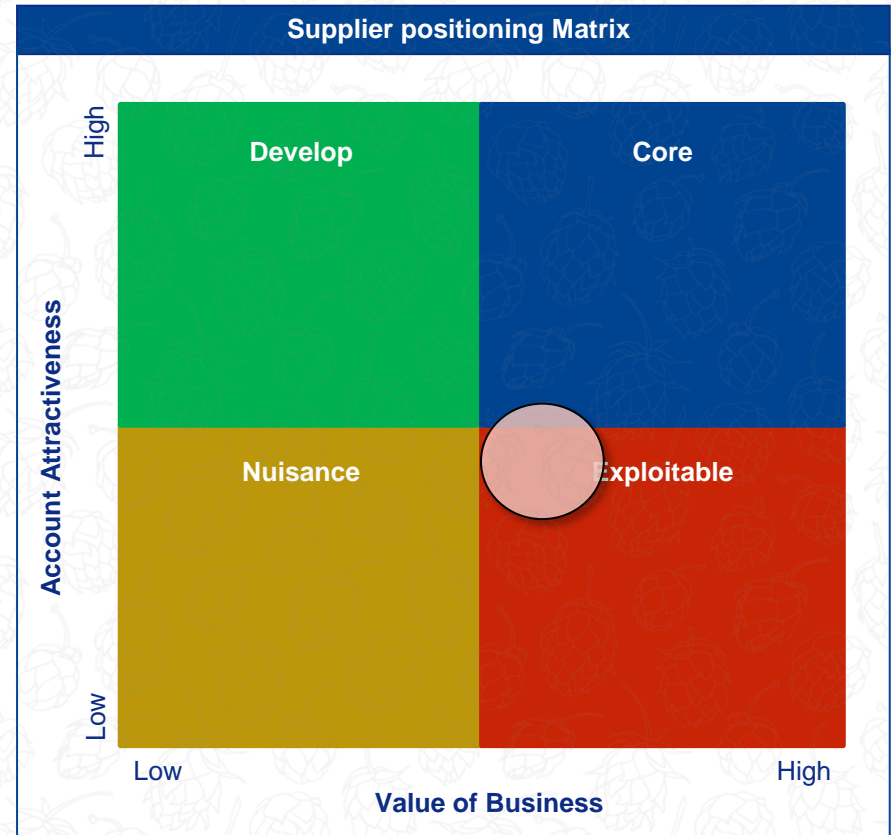 Supplier positioning Matrix
High
Develop
Core
Account Attractiveness
Nuisance
Exploitable
Low
Low
High
Value of Business